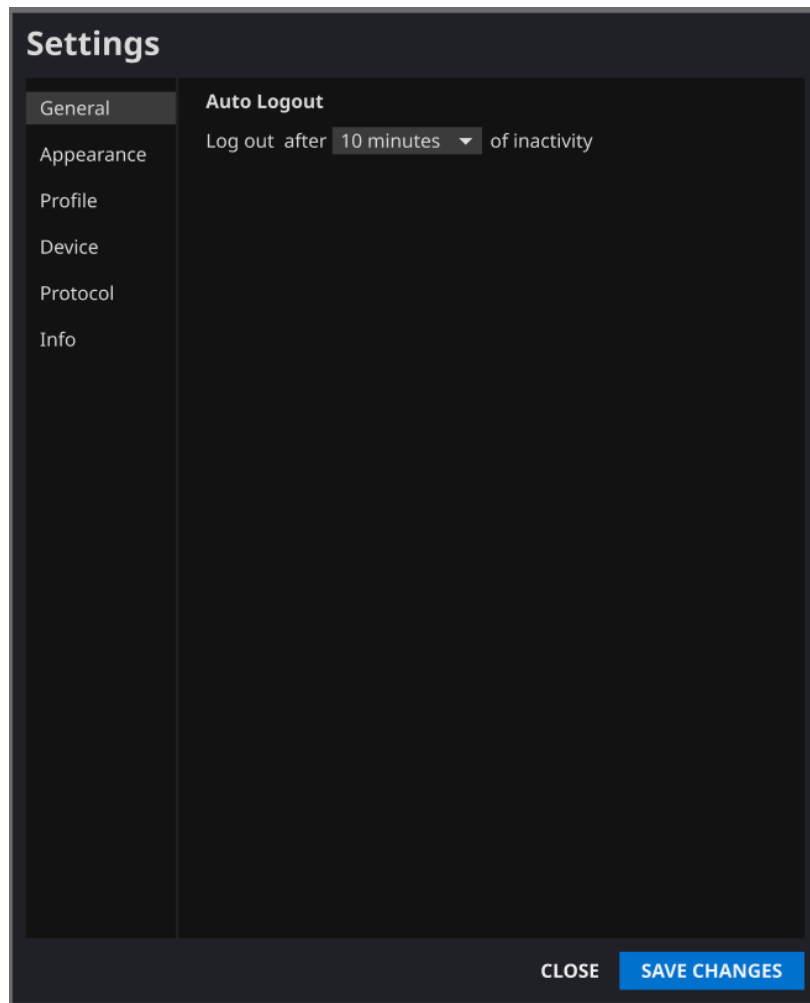 Settings
General
Appearance
Profile
Device
Protocol
Info
Auto Logout
Log out after 10 minutes of inactivity
CLOSE
SAVE CHANGES